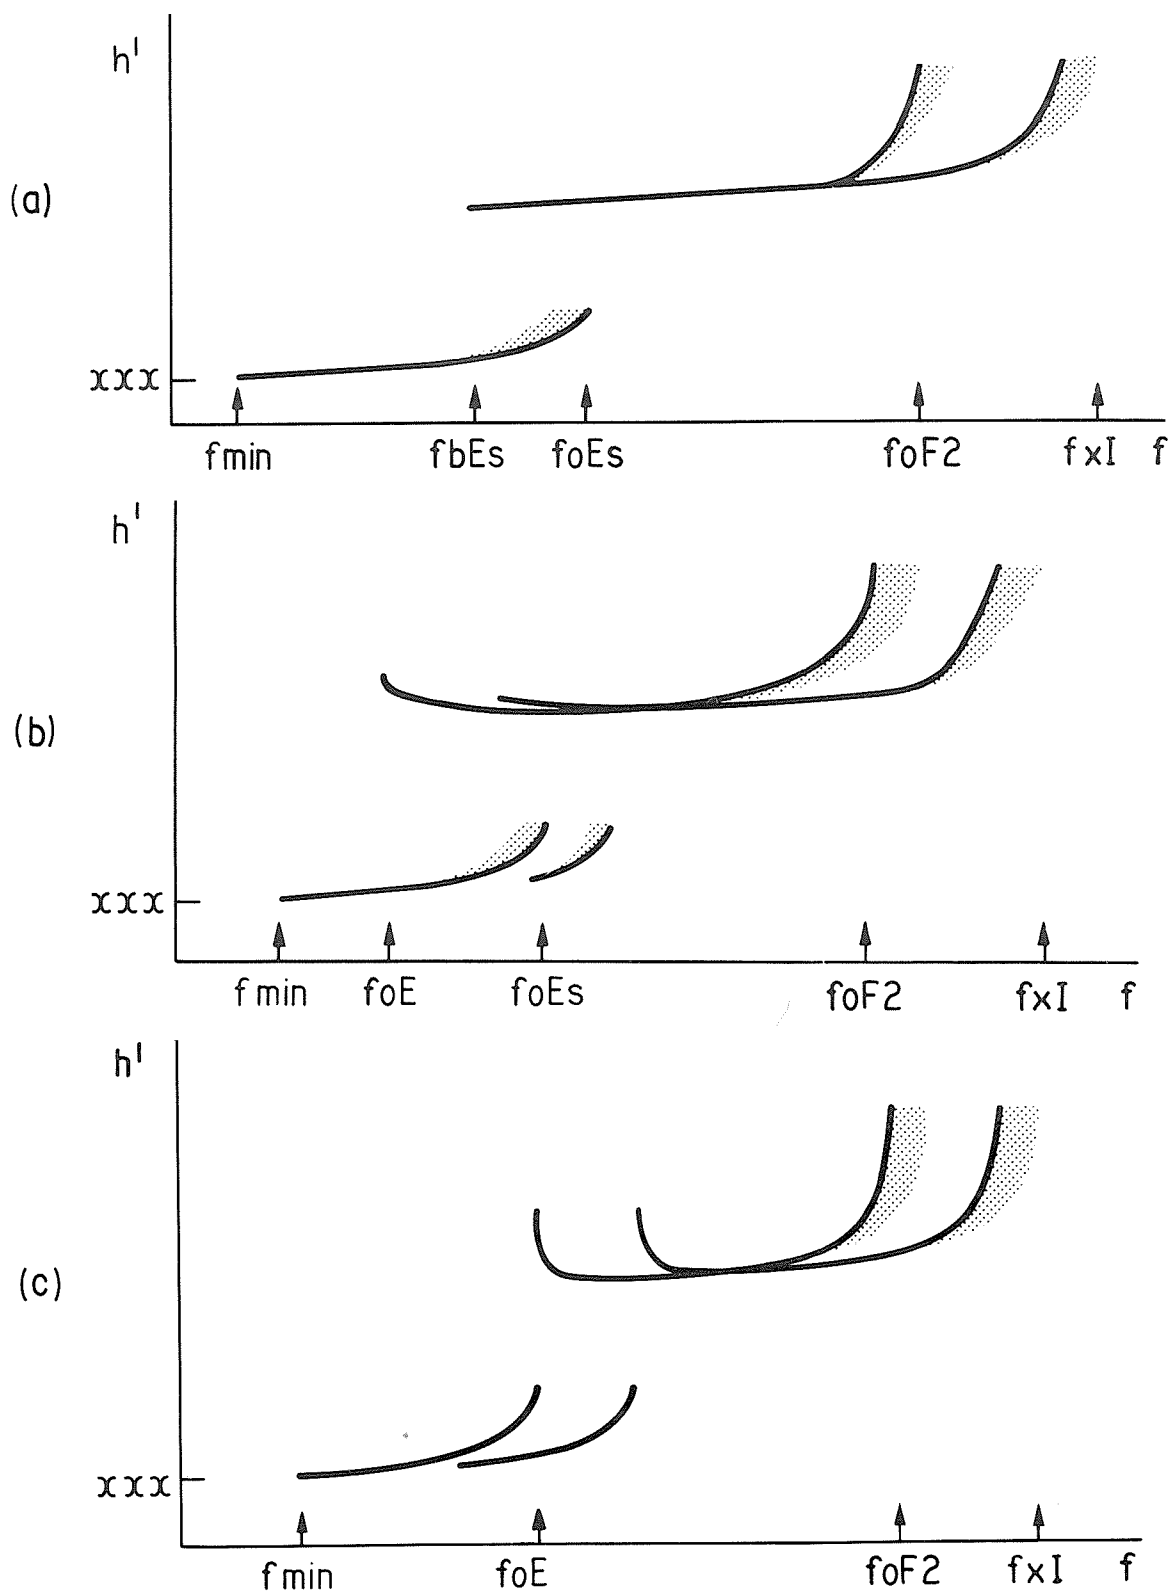 h'
(a)
xxx
fmin fbEs foEs foF2 fxI f
h'
(b)
xxx
fmin foE foEs foF2 fxI f
h'
(c)
xxx
fmin foE foF2 fxI f